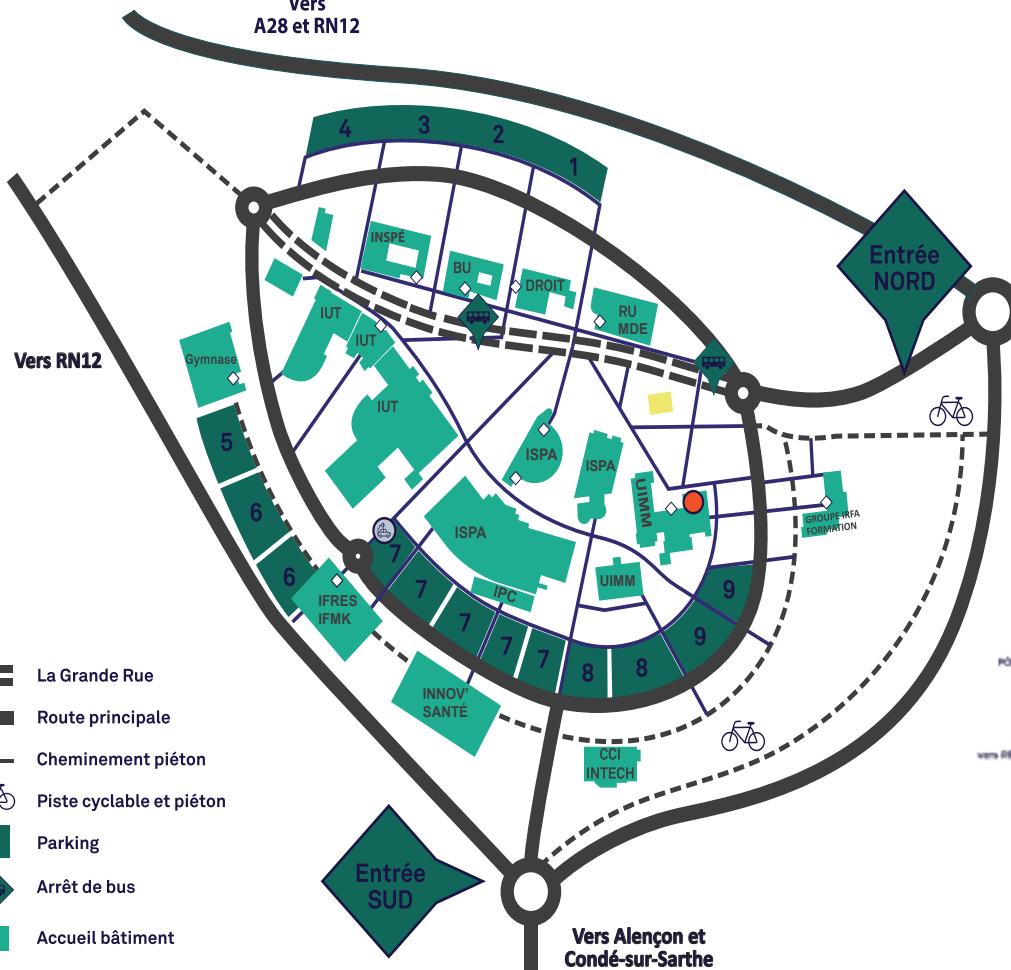 Vers
A28 et RN12
4
3
2
1
Entrée
NORD
INSPÉ
BU
DROIT
RU
MDE
IUT
IUT
IUT
Vers RN12
Gymnase
5
6
6
ISPA
ISPA
ISPA
UIMM
GROUPE IRFA
FORMATION
UIMM
IPC
7
7
7
7
7
8
8
9
9
IFRES
IFMK
INNOV'
SANTÉ
CCI
INTECH
La Grande Rue
Route principale
Cheminement piéton
Piste cyclable et piéton
Parking
Arrêt de bus
Accueil bâtiment
Entrée
SUD
Vers Alençon et
Condé-sur-Sarthe